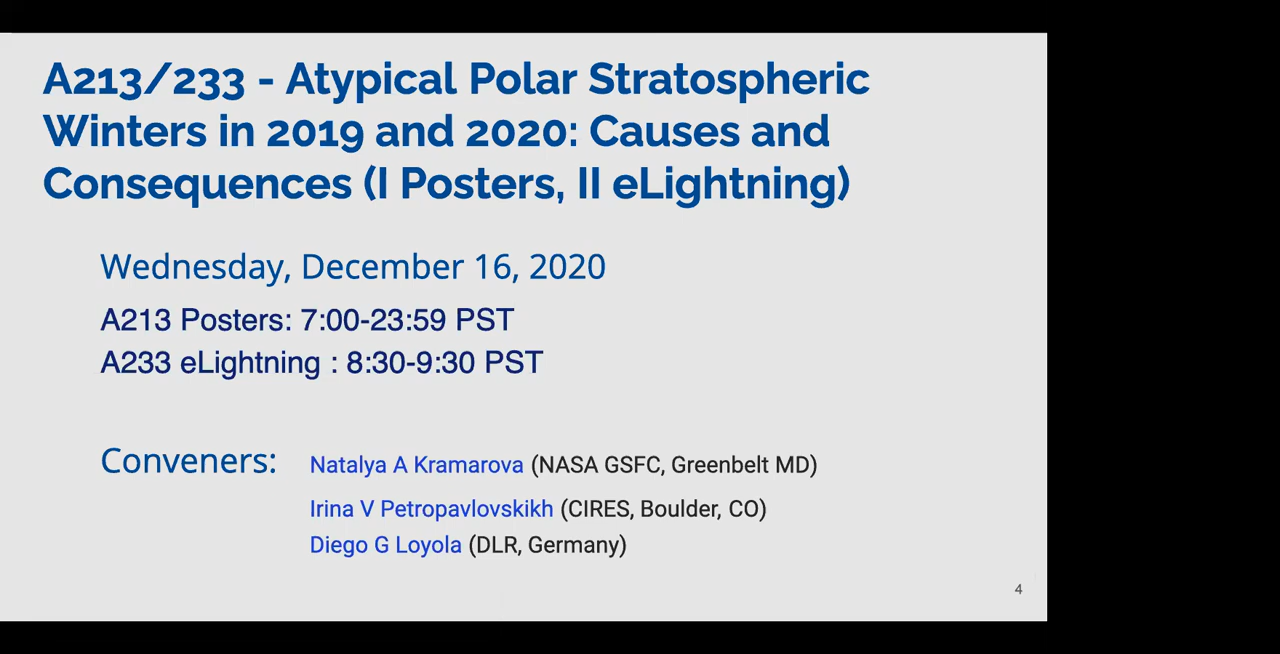 A213/233 - Atypical Polar Stratospheric
Winters in 2019 and 2020: Causes and
Consequences (I Posters, II eLightning)
Wednesday, December 16, 2020
A213 Posters: 7:00-23:59 PST
A233 eLightning : 8:30-9:30 PST
Conveners: Natalya A Kramarova (NASA GSFC, Greenbelt MD)
Irina V Petropavlovskikh (CIRES, Boulder, CO)
Diego G Loyola (DLR, Germany)
4